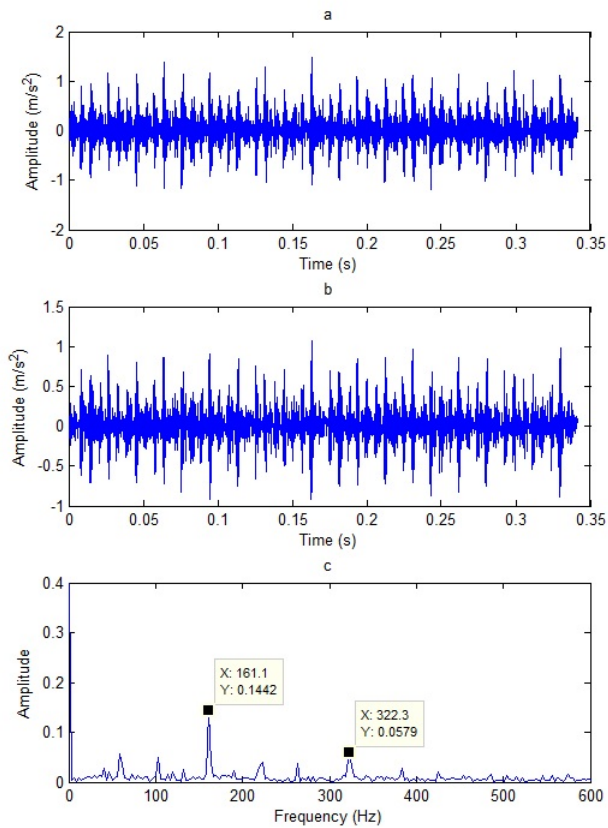 a
2
1
0
-1
-2
Amplitude (m/s²)
0 0.05 0.1 0.15 0.2 0.25 0.3 0.35
Time (s)
b
1.5
1
0.5
0
-0.5
-1
Amplitude (m/s²)
0 0.05 0.1 0.15 0.2 0.25 0.3 0.35
Time (s)
c
0.4
0.3
0.2
0.1
0
Amplitude
X: 161.1
Y: 0.1442
X: 322.3
Y: 0.0579
0 100 200 300 400 500 600
Frequency (Hz)